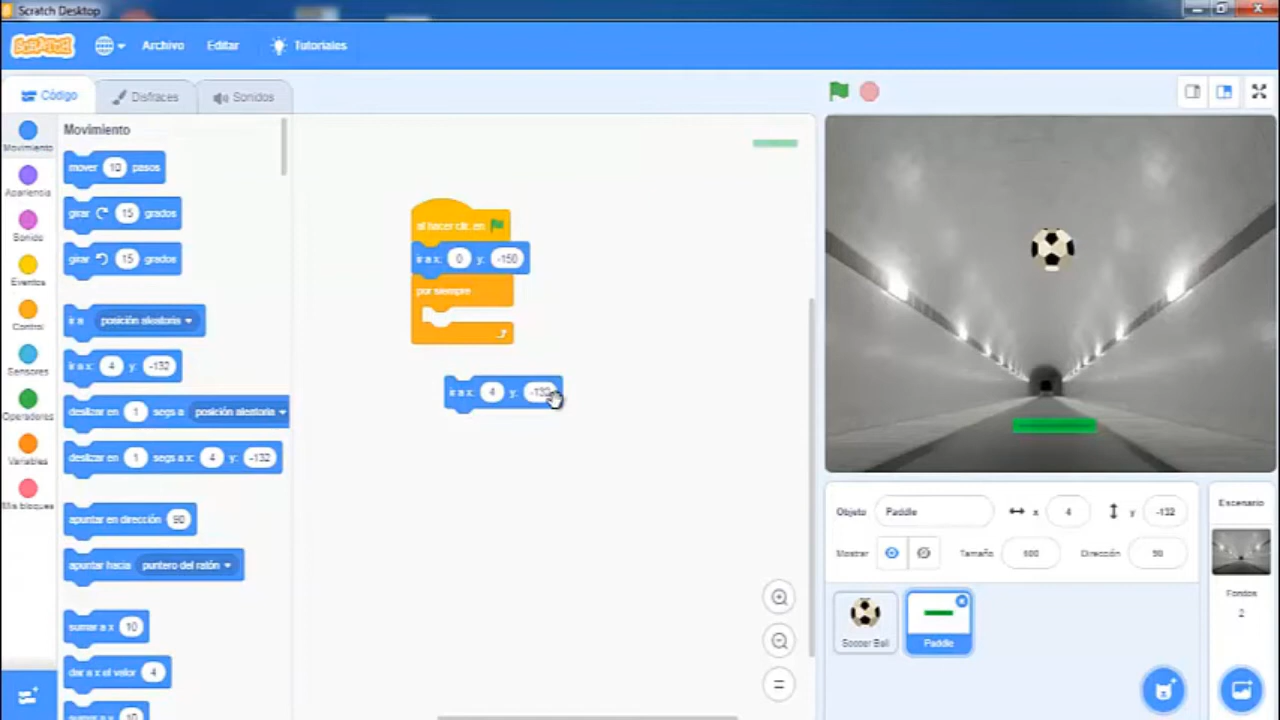 Scratch Desktop
SCRATCH Archivo Editar Tutoriales
Código Disfraces Sonidos
Movimiento
Apariencia
Sonido
Eventos
Control
Sensores
Operadores
Variables
Mis bloques
Movimiento
mover 10 pasos
girar 15 grados
girar 15 grados
ir a posición aleatoria
ir a x: 4 y: -132
deslizar en 1 segs a posición aleatoria
deslizar en 1 segs a x: 4 y: -132
apuntar en dirección 90
apuntar hacia puntero del ratón
sumar a x 10
dar a x el valor 4
sumar a y 10
al hacer clic en
ir a x: 0 y: -150
por siempre
ir a x: 4 y: -132
Objeto Paddle x 4 y -132
Mostrar Tamaño 100 Dirección 90
Soccer Ball
Paddle
Escenario
Fondos
2